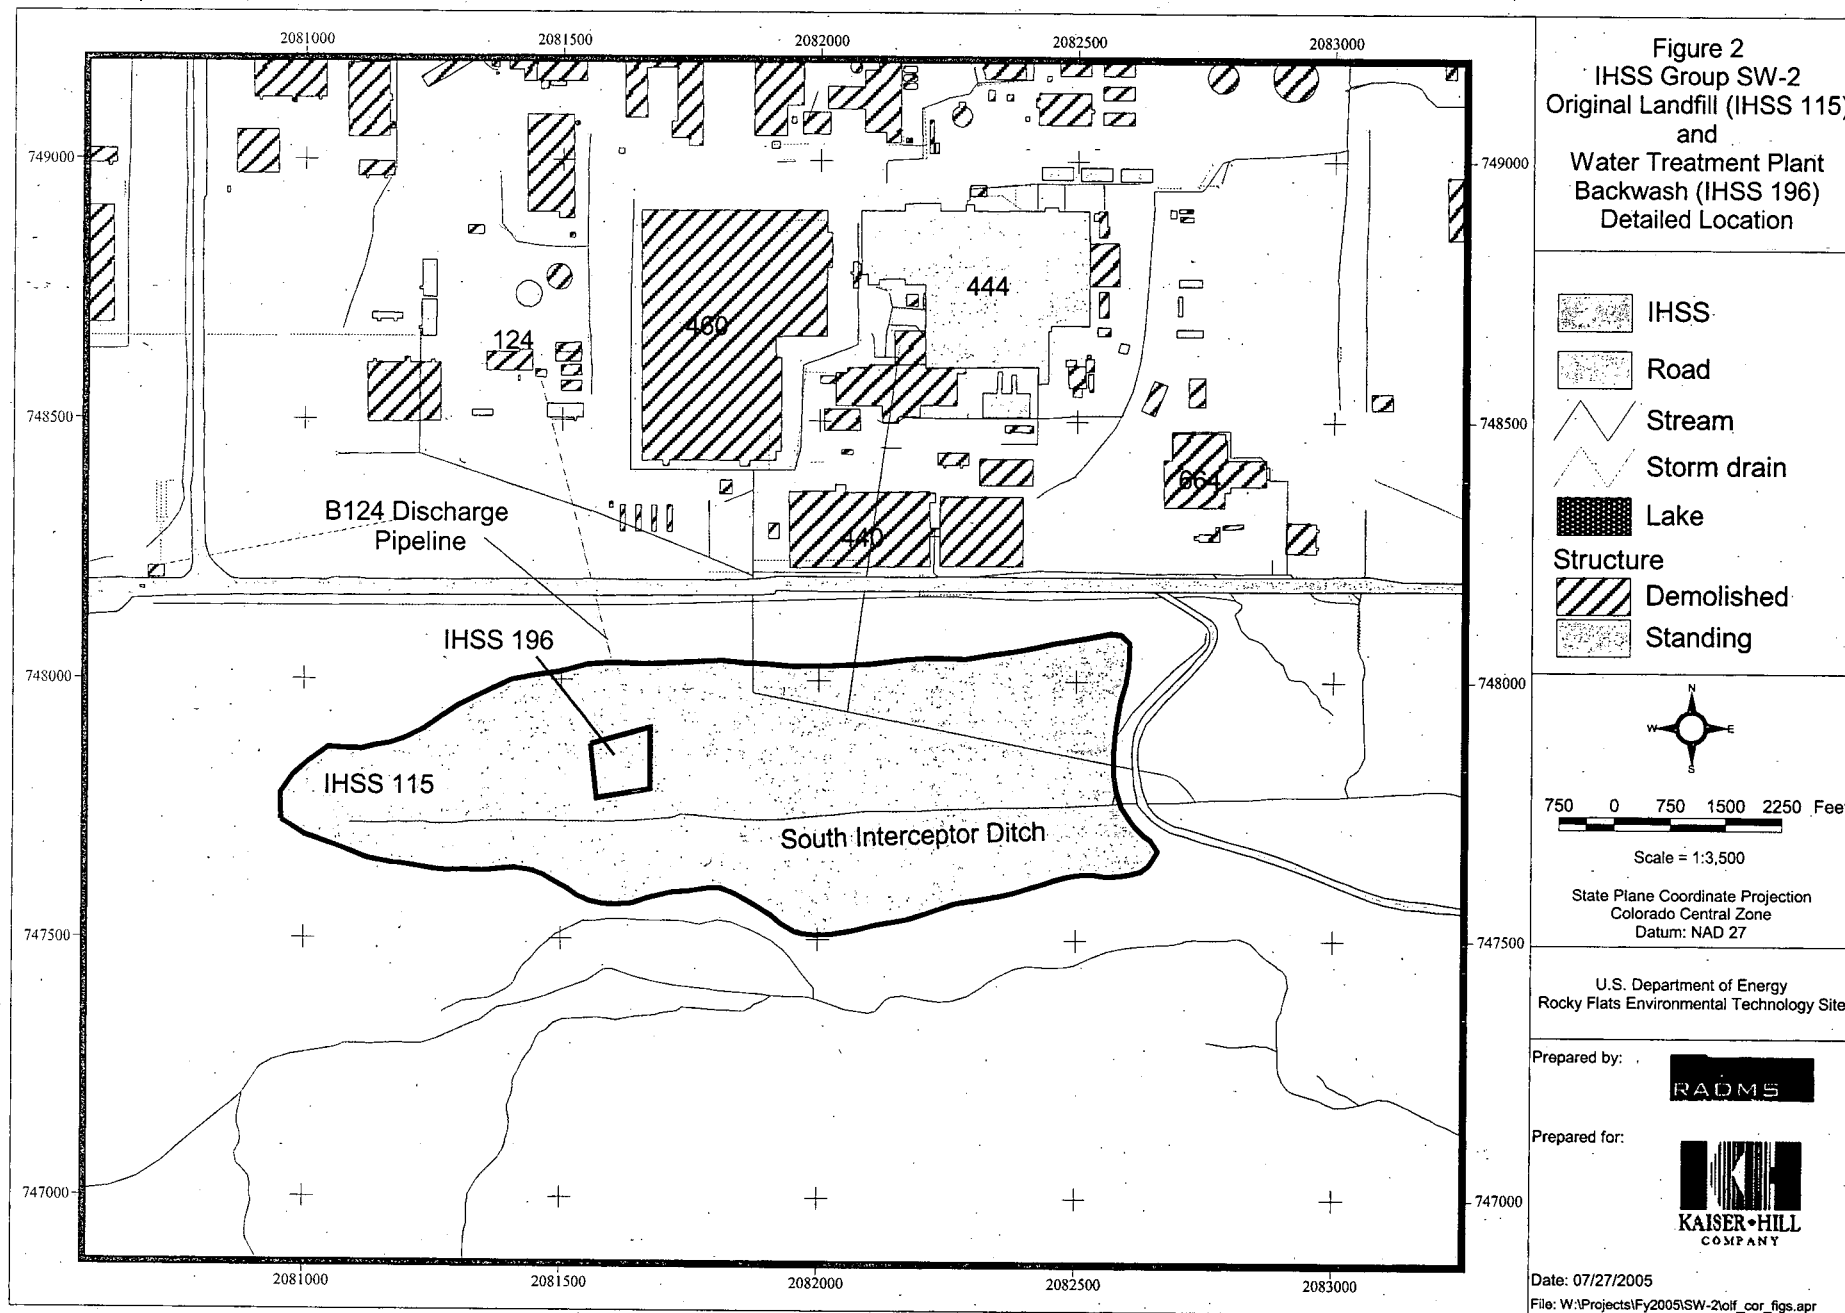 2081000 2081500 2082000 2082500 2083000
749000
748500
748000
747500
747000
749000
748500
748000
747500
747000
2081000 2081500 2082000 2082500 2083000
124
460
444
664
440
B124 Discharge
Pipeline
IHSS 196
IHSS 115
South Interceptor Ditch
Figure 2
IHSS Group SW-2
Original Landfill (IHSS 115)
and
Water Treatment Plant
Backwash (IHSS 196)
Detailed Location
IHSS
Road
Stream
Storm drain
Lake
Structure
Demolished
Standing
N
W E
S
750 0 750 1500 2250 Feet
Scale = 1:3,500
State Plane Coordinate Projection
Colorado Central Zone
Datum: NAD 27
U.S. Department of Energy
Rocky Flats Environmental Technology Site
Prepared by:
RADMS
Prepared for:
KAISER•HILL
COMPANY
Date: 07/27/2005
File: W:\Projects\Fy2005\SW-2\olf_cor_figs.apr